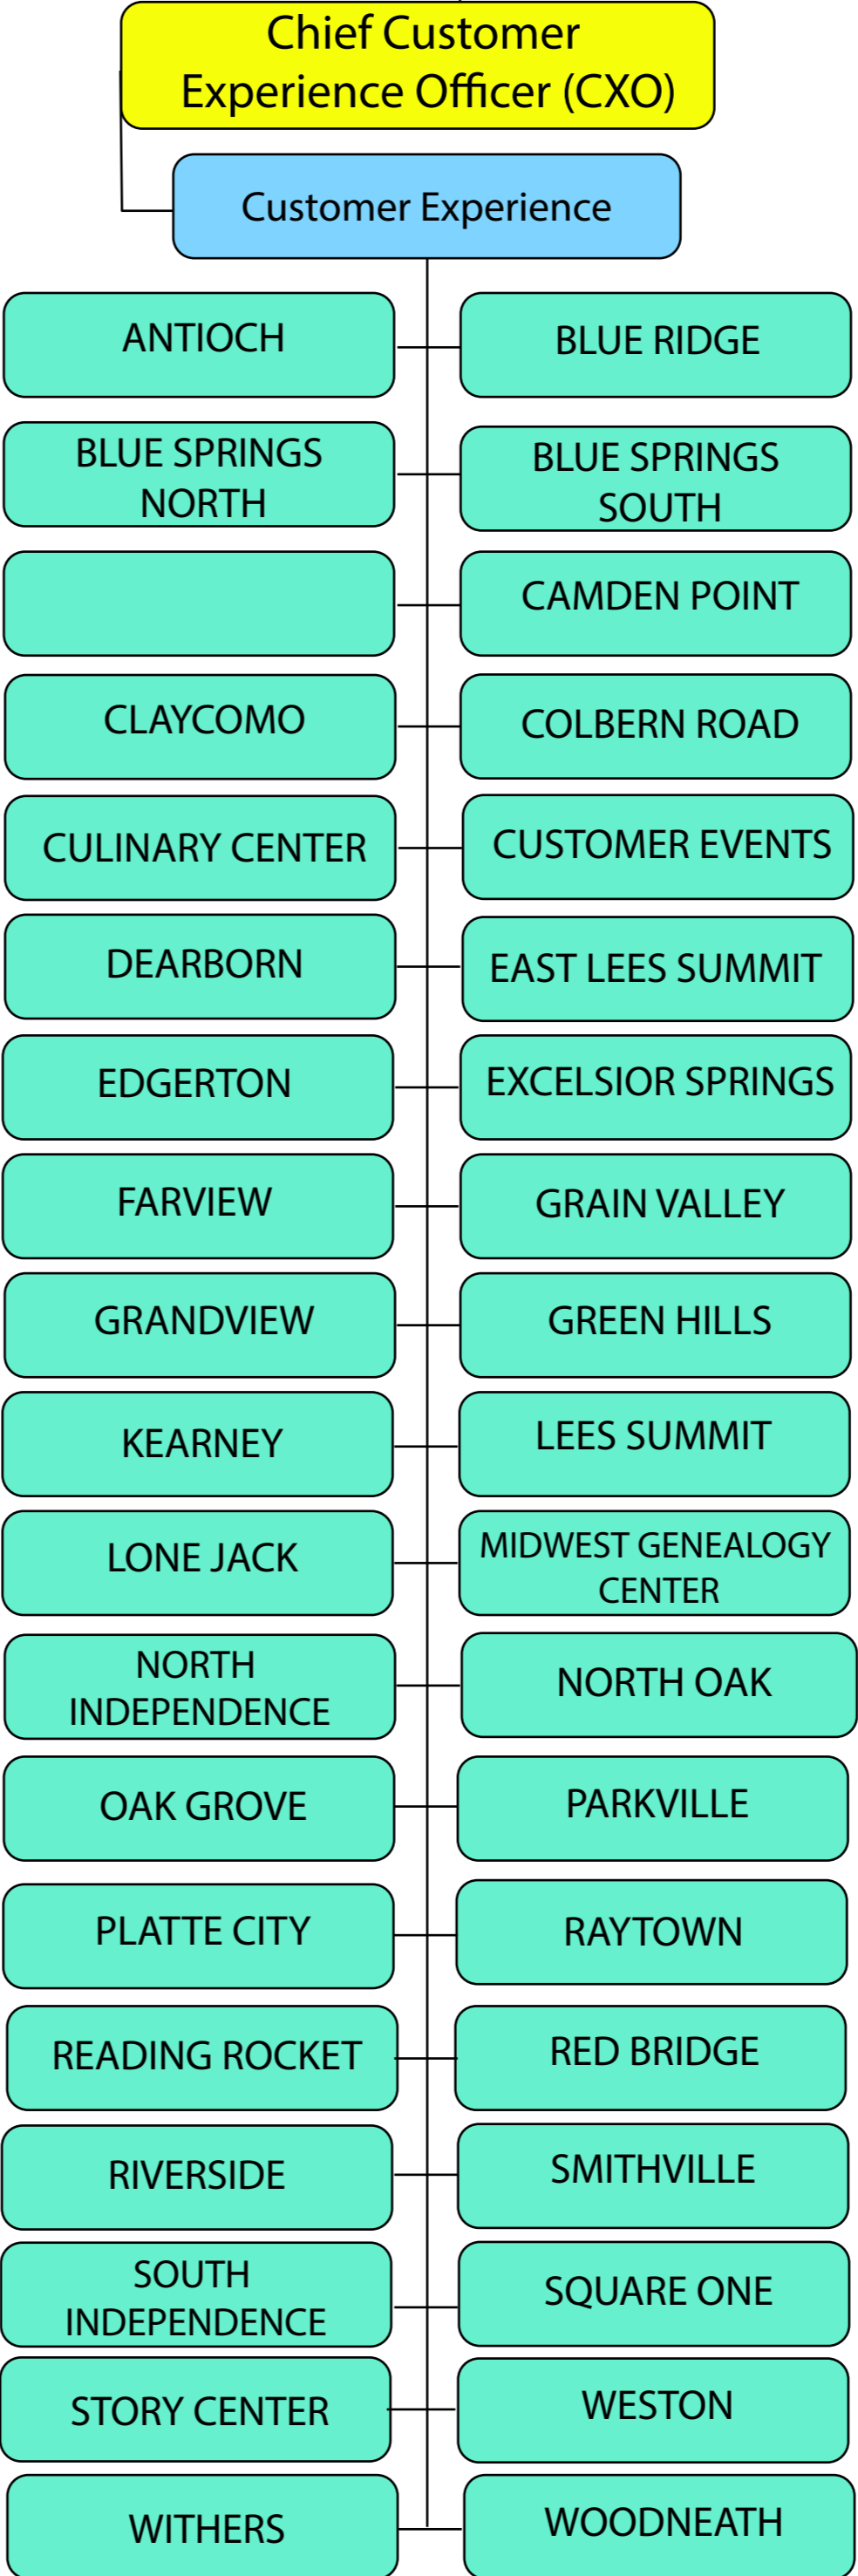 Chief Customer
Experience Officer (CXO)
Customer Experience
ANTIOCH
BLUE RIDGE
BLUE SPRINGS
NORTH
BLUE SPRINGS
SOUTH
CAMDEN POINT
CLAYCOMO
COLBERN ROAD
CULINARY CENTER
CUSTOMER EVENTS
DEARBORN
EAST LEES SUMMIT
EDGERTON
EXCELSIOR SPRINGS
FARVIEW
GRAIN VALLEY
GRANDVIEW
GREEN HILLS
KEARNEY
LEES SUMMIT
LONE JACK
MIDWEST GENEALOGY
CENTER
NORTH
INDEPENDENCE
NORTH OAK
OAK GROVE
PARKVILLE
PLATTE CITY
RAYTOWN
READING ROCKET
RED BRIDGE
RIVERSIDE
SMITHVILLE
SOUTH
INDEPENDENCE
SQUARE ONE
STORY CENTER
WESTON
WITHERS
WOODNEATH